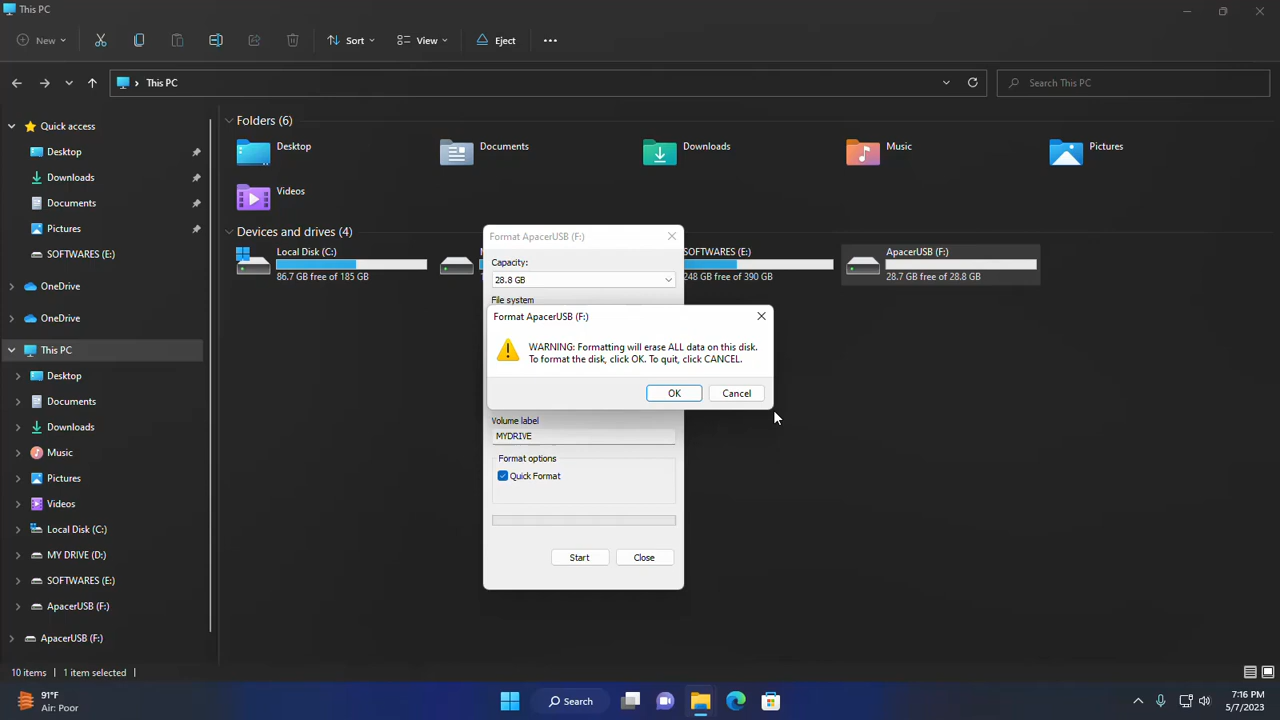 This PC
New
Sort
View
Eject
This PC
Search This PC
Quick access
Desktop
Downloads
Documents
Pictures
SOFTWARES (E:)
OneDrive
OneDrive
This PC
Desktop
Documents
Downloads
Music
Pictures
Videos
Local Disk (C:)
MY DRIVE (D:)
SOFTWARES (E:)
ApacerUSB (F:)
ApacerUSB (F:)
Folders (6)
Desktop
Documents
Downloads
Music
Pictures
Videos
Devices and drives (4)
Local Disk (C:)
86.7 GB free of 185 GB
SOFTWARES (E:)
248 GB free of 390 GB
ApacerUSB (F:)
28.7 GB free of 28.8 GB
Format ApacerUSB (F:)
Capacity:
28.8 GB
File system
Format ApacerUSB (F:)
WARNING: Formatting will erase ALL data on this disk.
To format the disk, click OK. To quit, click CANCEL.
OK Cancel
Volume label
MYDRIVE
Format options
Quick Format
Start Close
10 items 1 item selected
91°F
Air: Poor
Search
7:16 PM
5/7/2023